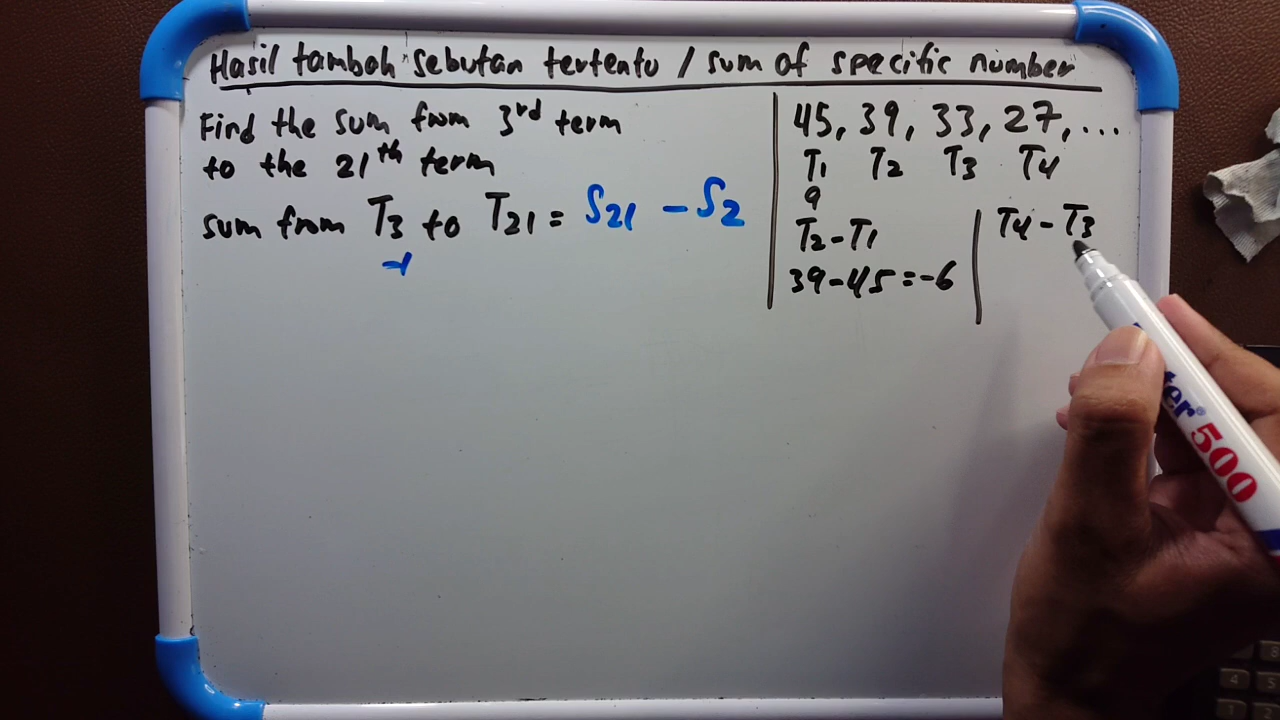 Hasil tambah sebutan tertentu / sum of specific number
Find the sum from 3rd term
to the 21th term
sum from T3 to T21 = S21 - S2
-1
45, 39, 33, 27, ...
T1 T2 T3 T4
a
T2-T1
39-45=-6
T4-T3
500